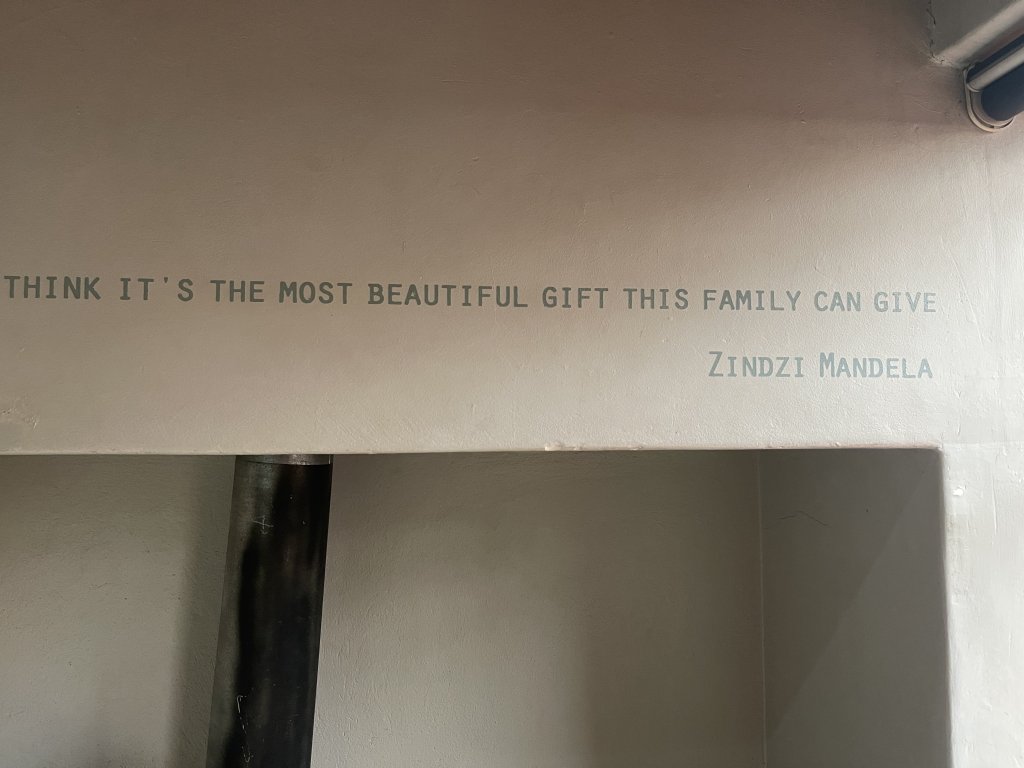 THINK IT'S THE MOST BEAUTIFUL GIFT THIS FAMILY CAN GIVE
ZINDZI MANDELA